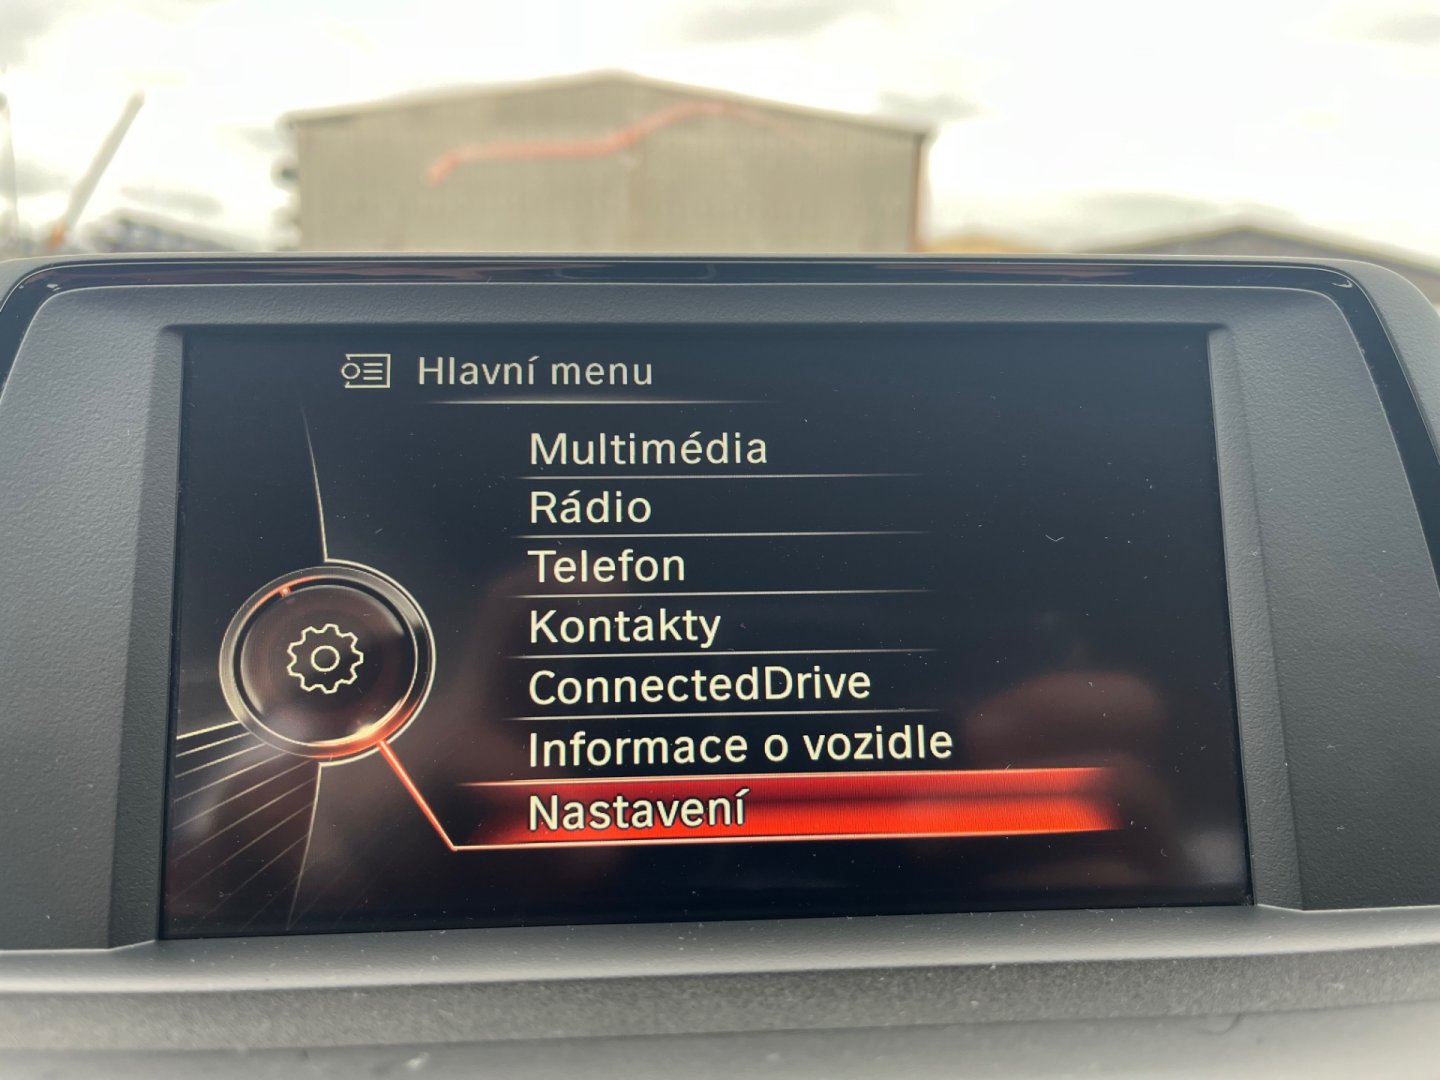 Hlavní menu
Multimédia
Rádio
Telefon
Kontakty
ConnectedDrive
Informace o vozidle
Nastavení